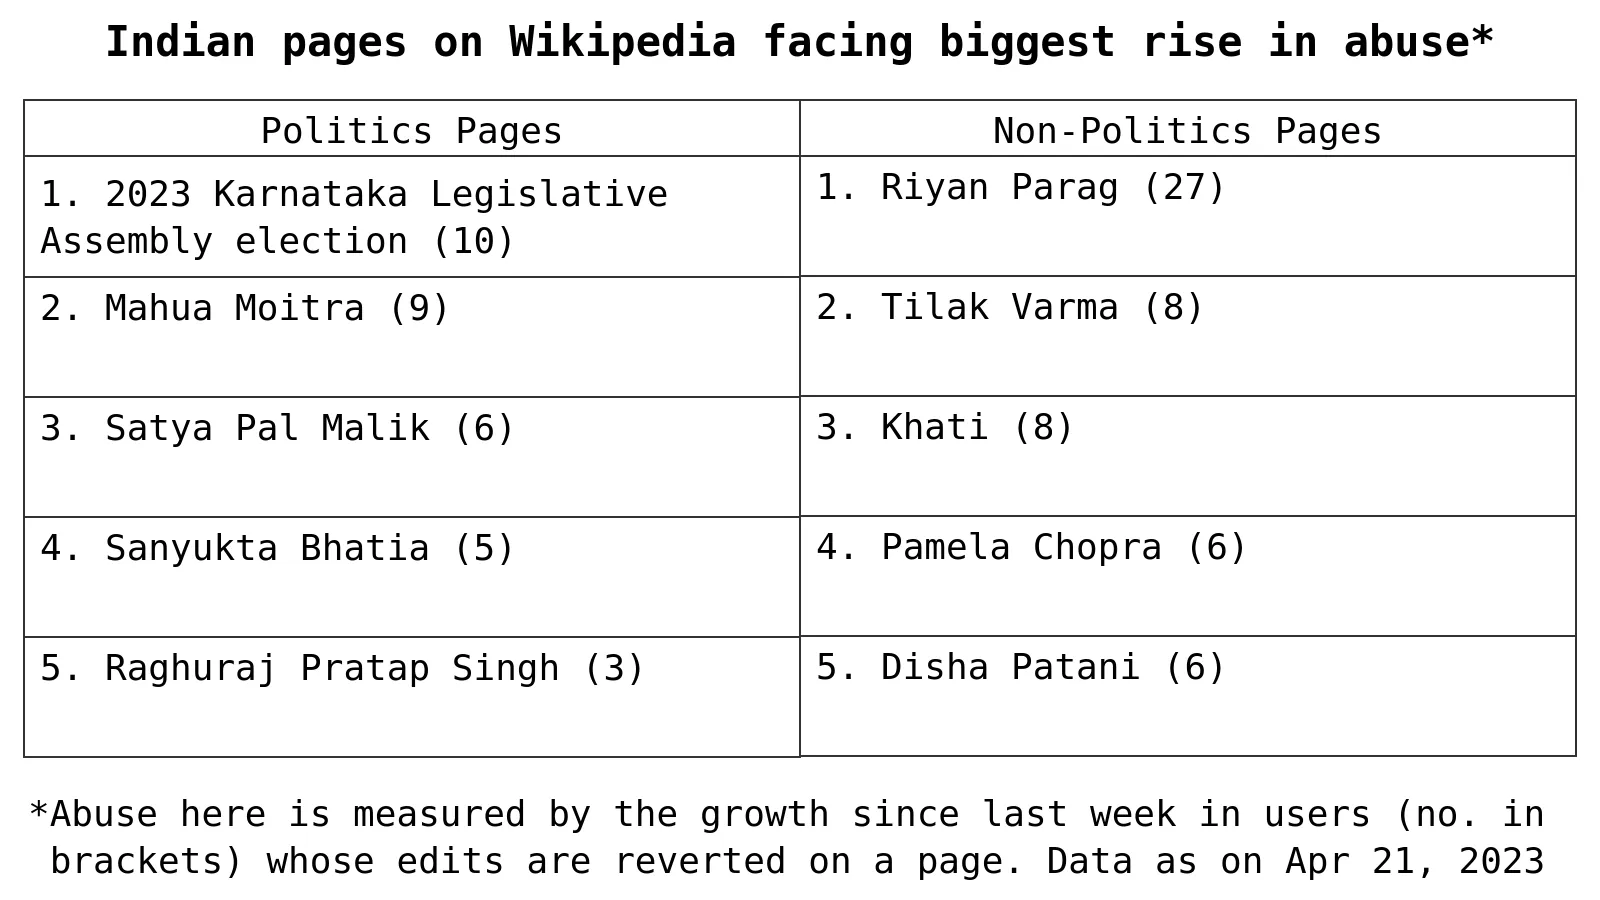 Indian pages on Wikipedia facing biggest rise in abuse*
Politics Pages
Non-Politics Pages
1. 2023 Karnataka Legislative
Assembly election (10)
1. Riyan Parag (27)
2. Mahua Moitra (9)
2. Tilak Varma (8)
3. Satya Pal Malik (6)
3. Khati (8)
4. Sanyukta Bhatia (5)
4. Pamela Chopra (6)
5. Raghuraj Pratap Singh (3)
5. Disha Patani (6)
*Abuse here is measured by the growth since last week in users (no. in
brackets) whose edits are reverted on a page. Data as on Apr 21, 2023